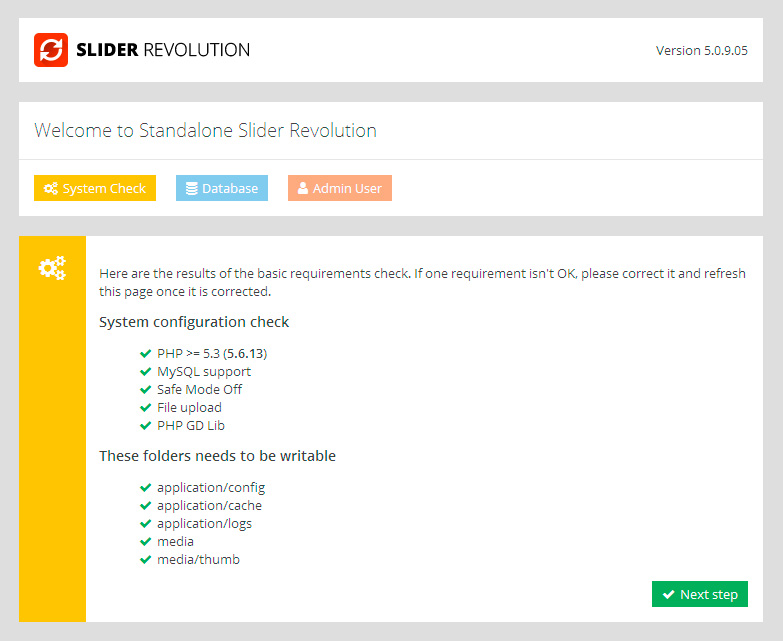 SLIDER REVOLUTION
Version 5.0.9.05
Welcome to Standalone Slider Revolution
System Check
Database
Admin User
Here are the results of the basic requirements check. If one requirement isn't OK, please correct it and refresh
this page once it is corrected.
System configuration check
PHP >= 5.3 (5.6.13)
MySQL support
Safe Mode Off
File upload
PHP GD Lib
These folders needs to be writable
application/config
application/cache
application/logs
media
media/thumb
Next step